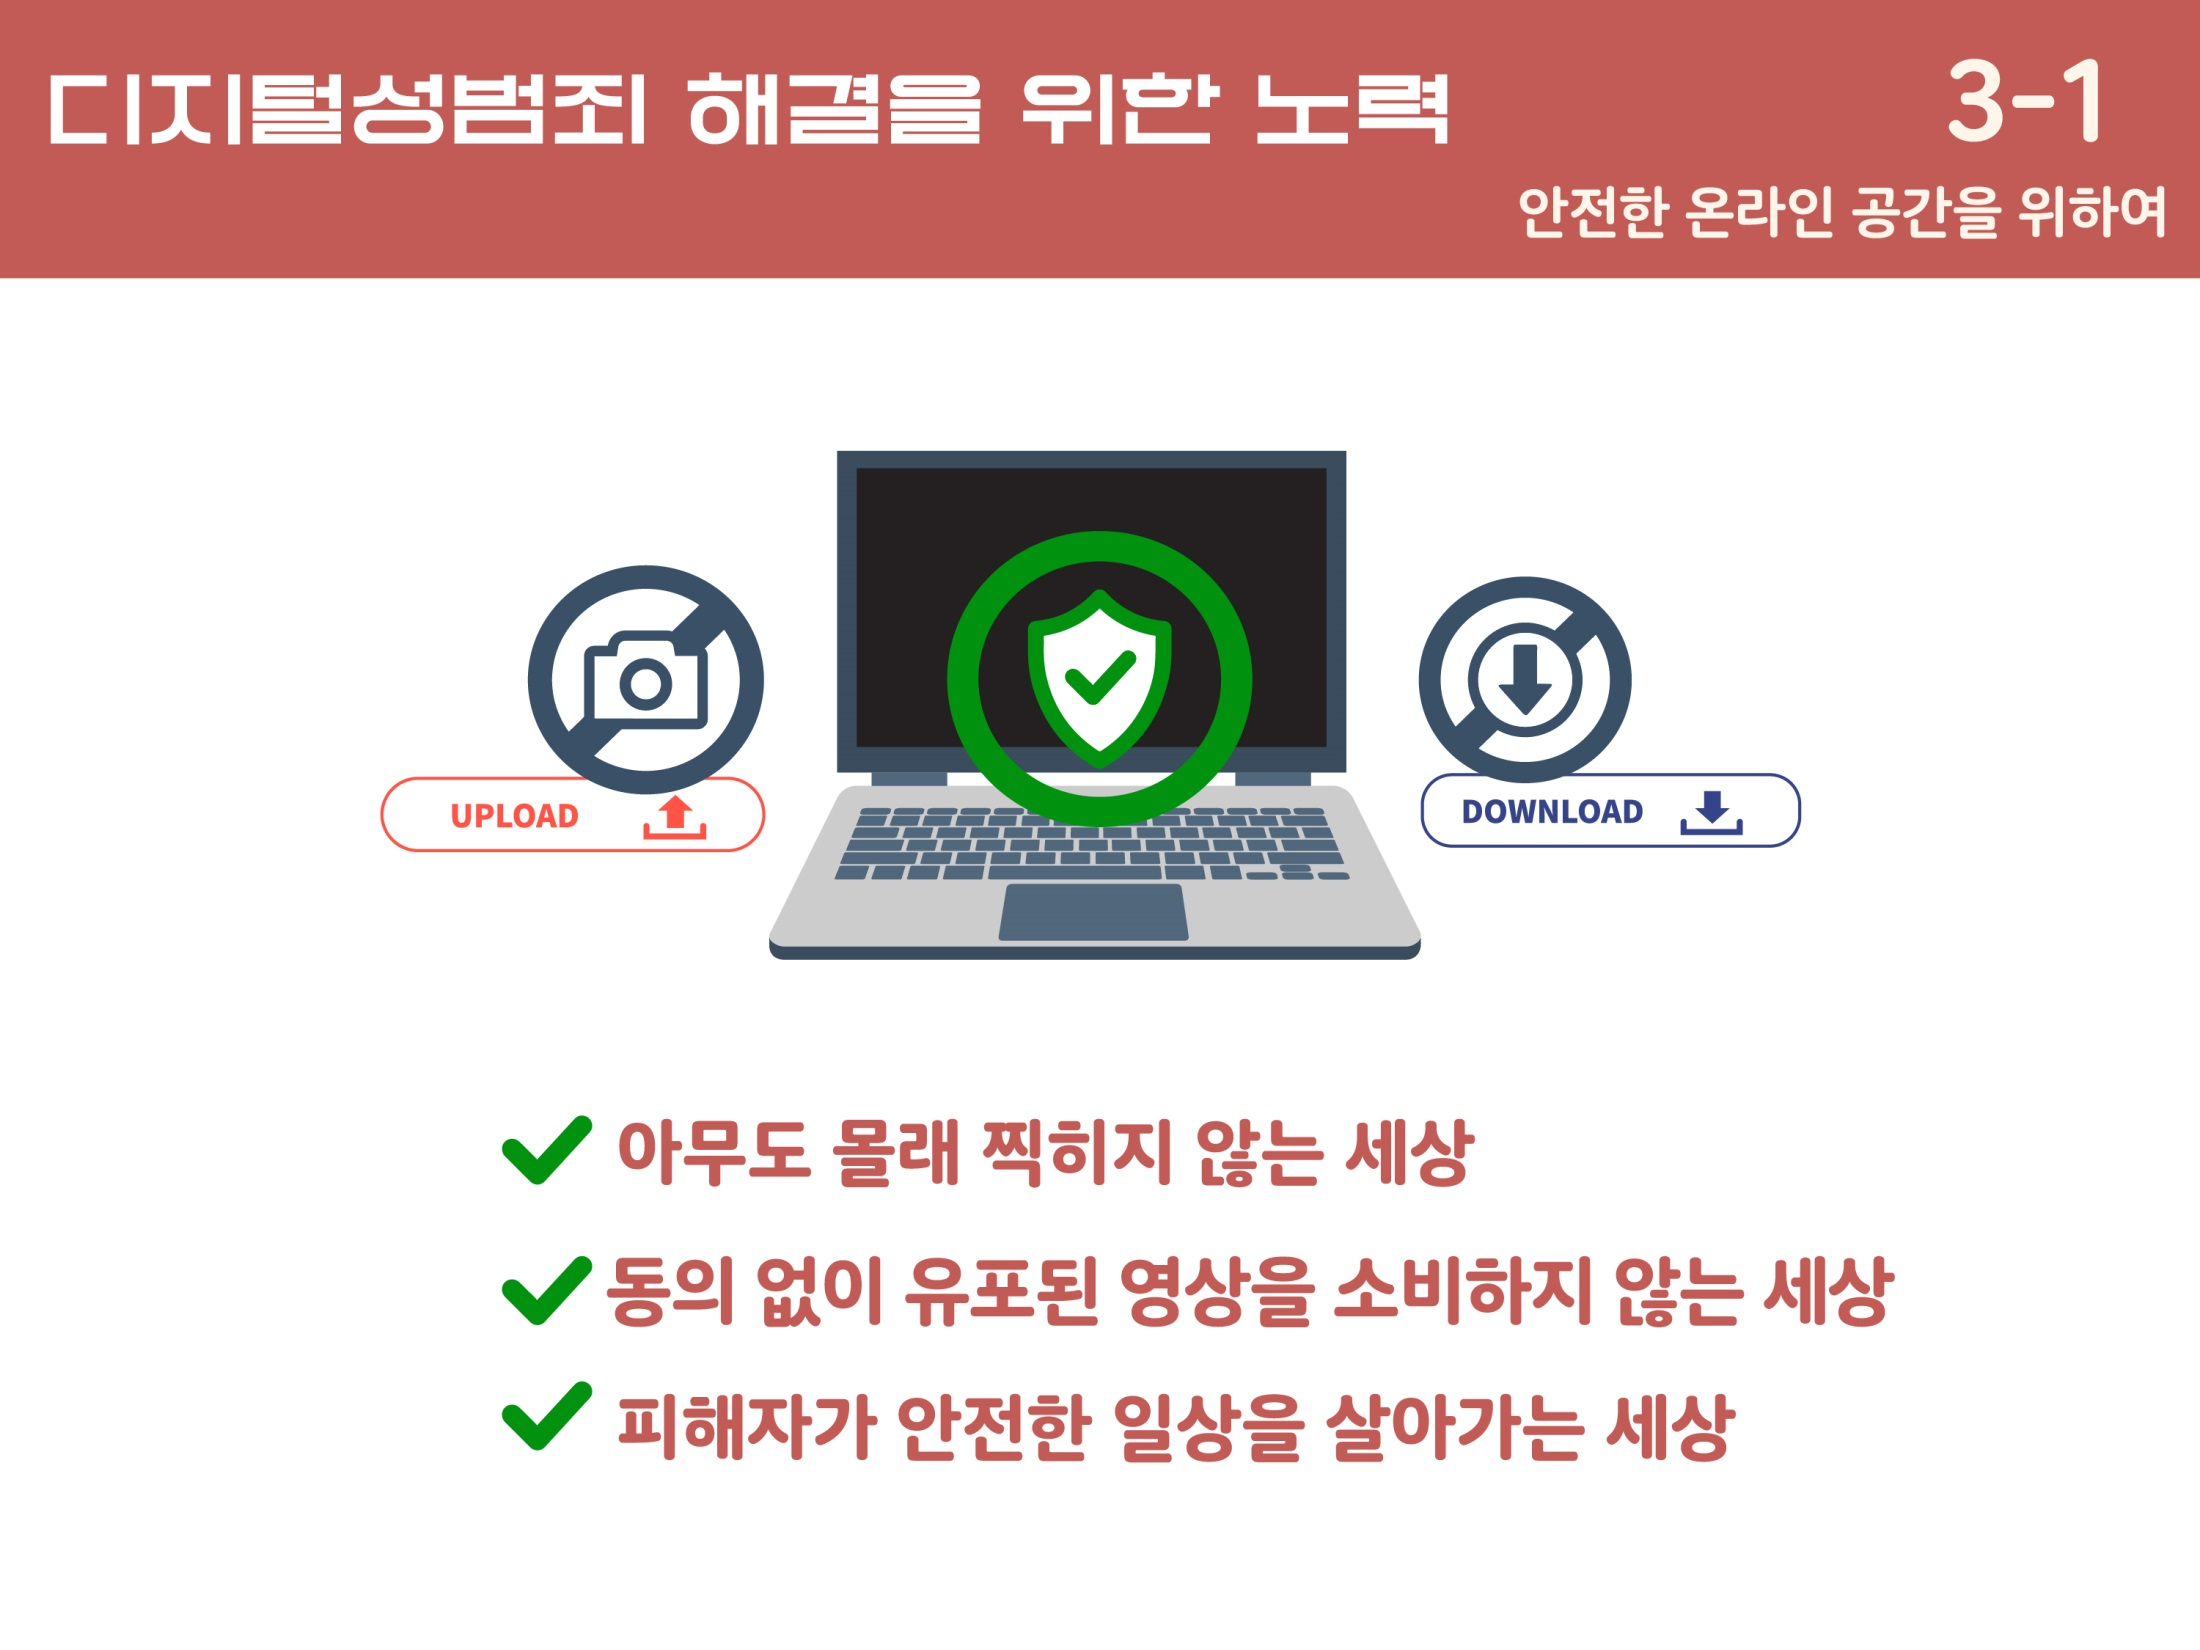 디지털성범죄 해결을 위한 노력
3-1
안전한 온라인 공간을 위하여
UPLOAD
DOWNLOAD
아무도 몰래 찍히지 않는 세상
동의 없이 유포된 영상을 소비하지 않는 세상
피해자가 안전한 일상을 살아가는 세상